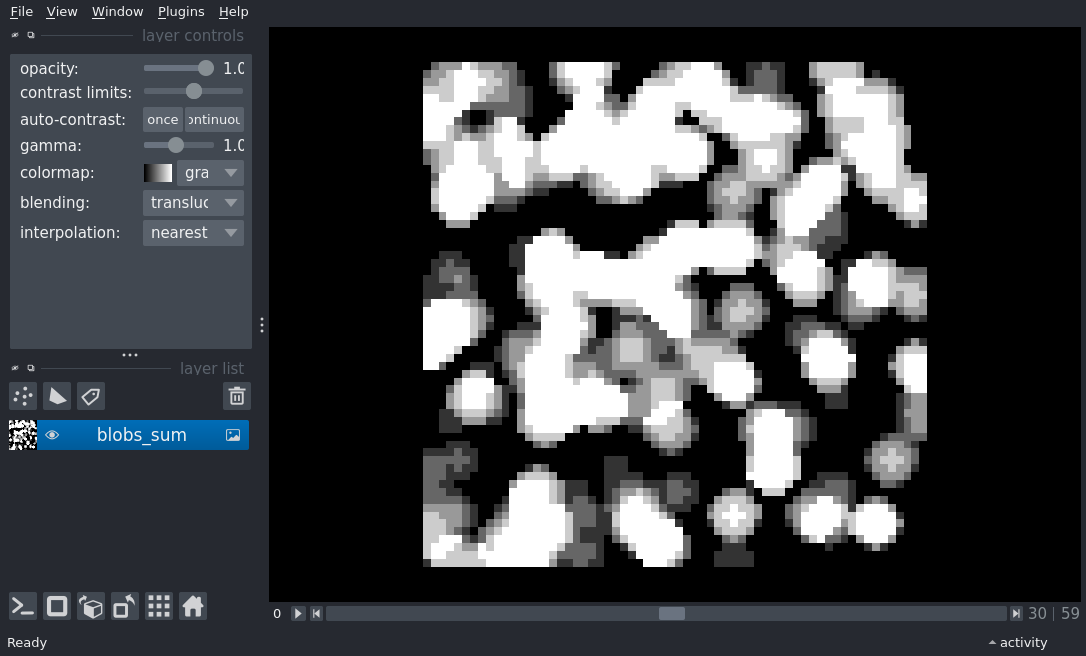 File View Window Plugins Help
layer controls
opacity: 1.0
contrast limits:
auto-contrast: once ontinuou
gamma: 1.0
colormap: gra
blending: transluc
interpolation: nearest
layer list
blobs_sum
0 30 | 59
Ready activity